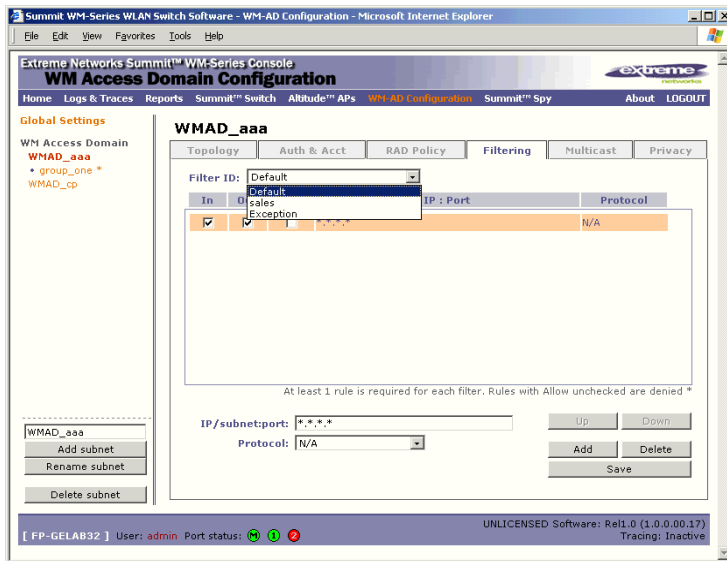 Summit WM-Series WLAN Switch Software - WM-AD Configuration - Microsoft Internet Explorer
File Edit View Favorites Tools Help
Extreme Networks Summit™ WM-Series Console
WM Access Domain Configuration
extreme
networks
Home Logs & Traces Reports Summit™ Switch Altitude™ APs WM-AD Configuration Summit™ Spy About LOGOUT
Global Settings
WM Access Domain
WMAD_aaa
• group_one *
WMAD_cp
WMAD_aaa
Topology Auth & Acct RAD Policy Filtering Multicast Privacy
Filter ID: Default
Default
sales
Exception
In IP : Port Protocol
*.*.*.* N/A
At least 1 rule is required for each filter. Rules with Allow unchecked are denied *
IP/subnet:port: *.*.*.*
Protocol: N/A
Up Down
Add Delete
Save
WMAD_aaa
Add subnet
Rename subnet
Delete subnet
[ FP-GELAB32 ] User: admin Port status: M 1 2
UNLICENSED Software: Rel1.0 (1.0.0.00.17)
Tracing: Inactive